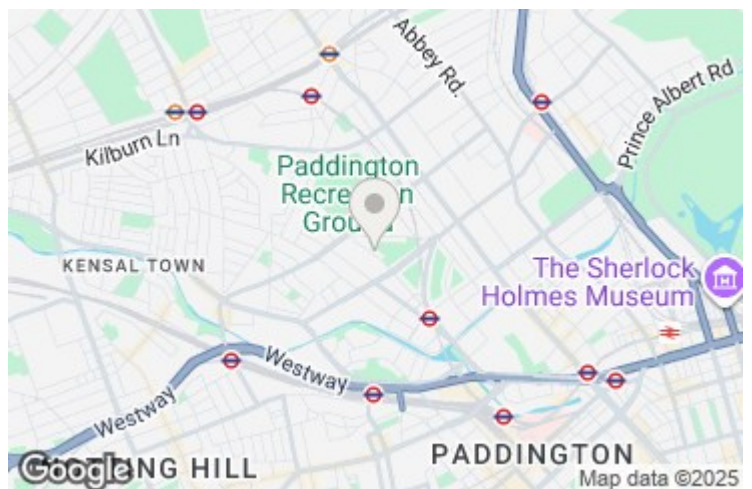 Abbey Rd.
Prince Albert Rd
Kilburn Ln
Paddington
Recreation
Ground
KENSAL TOWN
The Sherlock
Holmes Museum
Westway
Westway
PADDINGTON
NOTTING HILL
Google
Map data ©2025